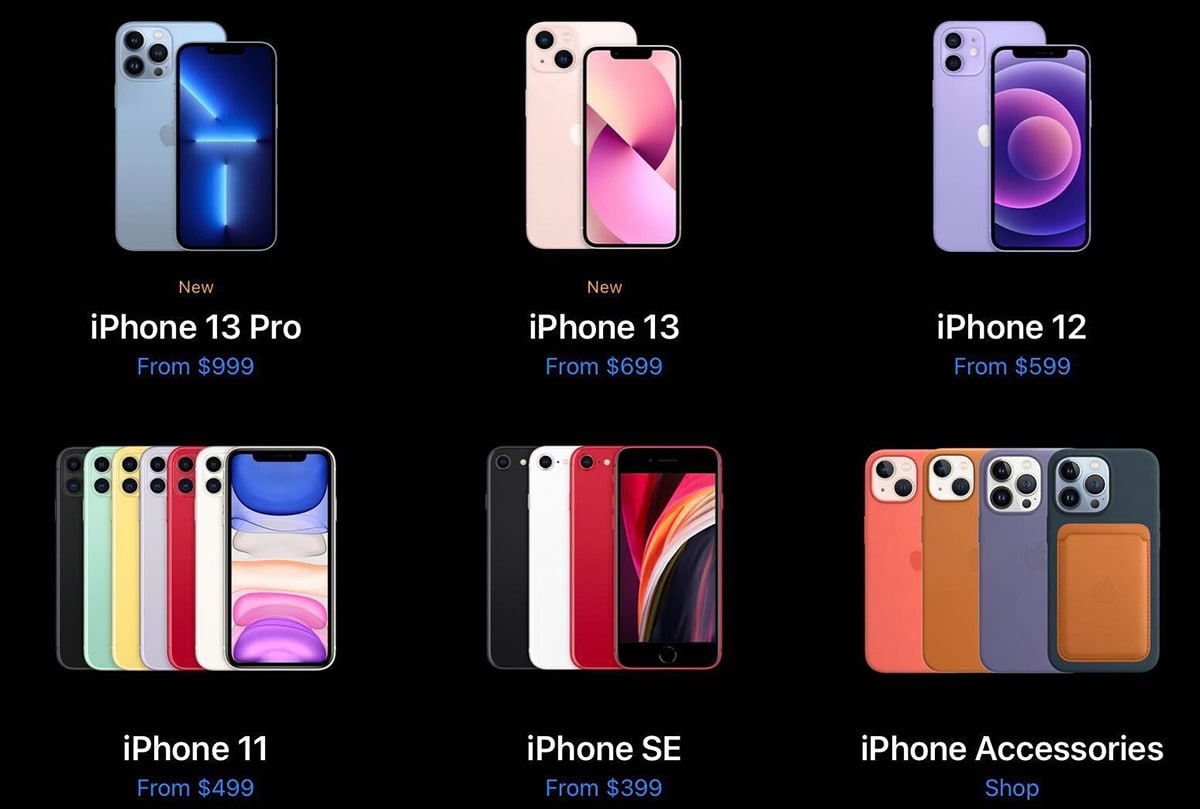 New
iPhone 13 Pro
From $999
New
iPhone 13
From $699
iPhone 12
From $599
iPhone 11
From $499
iPhone SE
From $399
iPhone Accessories
Shop